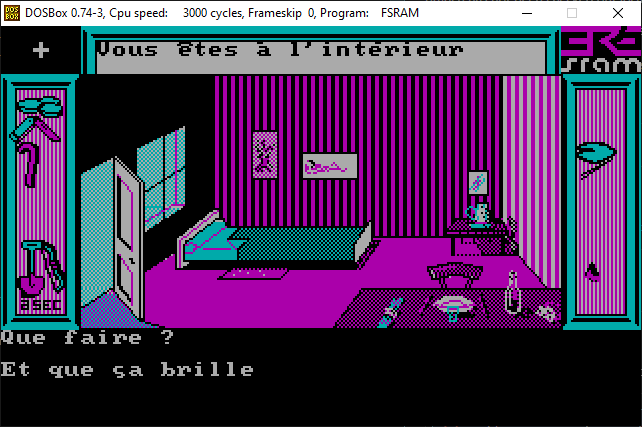 DOSBox 0.74-3, Cpu speed: 3000 cycles, Frameskip 0, Program: FSRAM
Vous êtes à l'intérieur
ERE
sram
SEC
Que faire ?
Et que ça brille